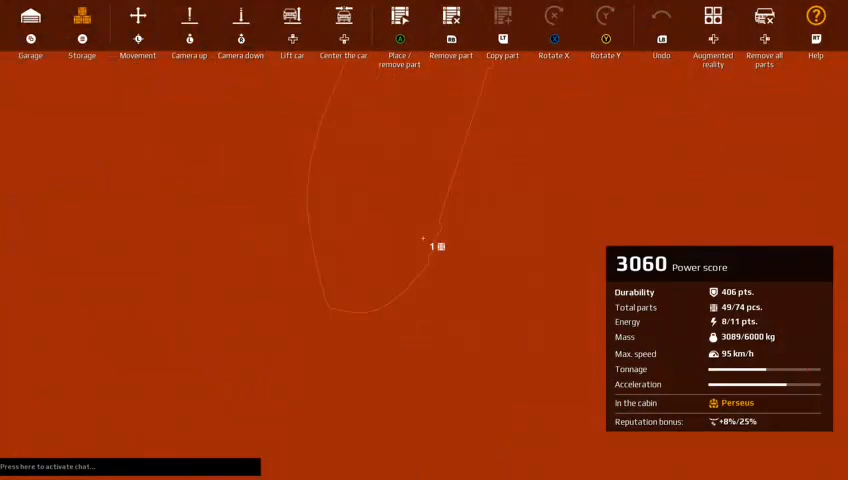 Garage Storage Movement Camera up Camera down Lift car Center the car Place / remove part Remove part Copy part Rotate X Rotate Y Undo Augmented reality Remove all parts Help
1
3060 Power score
Durability 406 pts.
Total parts 49/74 pcs.
Energy 8/11 pts.
Mass 3089/6000 kg
Max. speed 95 km/h
Tonnage
Acceleration
In the cabin Perseus
Reputation bonus: +8%/25%
Press here to activate chat...